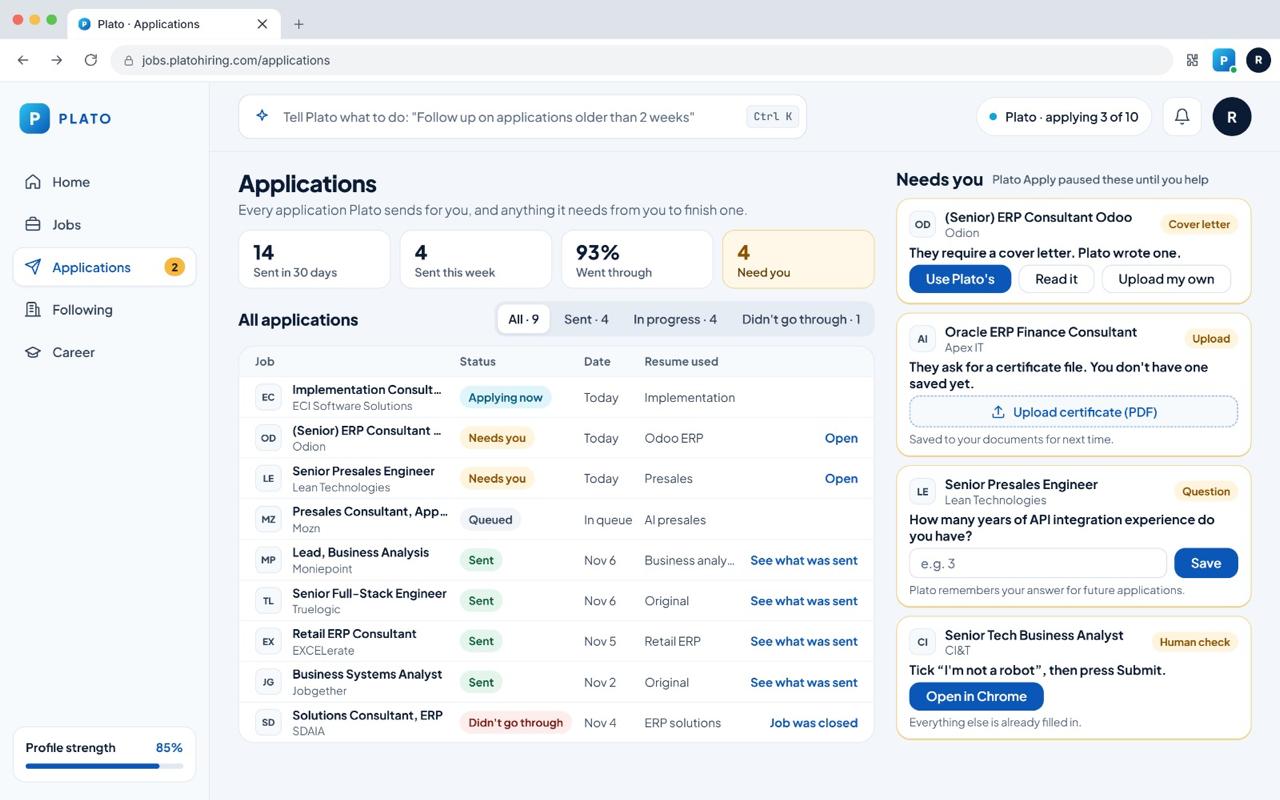 P Plato · Applications
jobs.platohiring.com/applications
P
R
P PLATO
Tell Plato what to do: "Follow up on applications older than 2 weeks"
Ctrl K
Plato · applying 3 of 10
R
Home
Jobs
Applications 2
Following
Career
Profile strength 85%
Applications
Every application Plato sends for you, and anything it needs from you to finish one.
14
Sent in 30 days
4
Sent this week
93%
Went through
4
Need you
All applications
All · 9 Sent · 4 In progress · 4 Didn't go through · 1
Job Status Date Resume used
EC Implementation Consult... Applying now Today Implementation
ECI Software Solutions
OD (Senior) ERP Consultant ... Needs you Today Odoo ERP Open
Odion
LE Senior Presales Engineer Needs you Today Presales Open
Lean Technologies
MZ Presales Consultant, App... Queued In queue AI presales
Mozn
MP Lead, Business Analysis Sent Nov 6 Business analy... See what was sent
Moniepoint
TL Senior Full-Stack Engineer Sent Nov 6 Original See what was sent
Truelogic
EX Retail ERP Consultant Sent Nov 5 Retail ERP See what was sent
EXCELerate
JG Business Systems Analyst Sent Nov 2 Original See what was sent
Jobgether
SD Solutions Consultant, ERP Didn't go through Nov 4 ERP solutions Job was closed
SDAIA
Needs you Plato Apply paused these until you help
OD (Senior) ERP Consultant Odoo Cover letter
Odion
They require a cover letter. Plato wrote one.
Use Plato's Read it Upload my own
AI Oracle ERP Finance Consultant Upload
Apex IT
They ask for a certificate file. You don't have one
saved yet.
Upload certificate (PDF)
Saved to your documents for next time.
LE Senior Presales Engineer Question
Lean Technologies
How many years of API integration experience do
you have?
e.g. 3 Save
Plato remembers your answer for future applications.
CI Senior Tech Business Analyst Human check
CI&T
Tick “I'm not a robot”, then press Submit.
Open in Chrome
Everything else is already filled in.